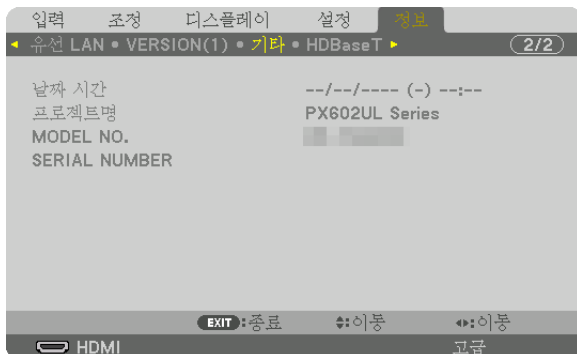 입력 조정 디스플레이 설정 정보
유선 LAN • VERSION(1) • 기타 • HDBaseT 2/2
날짜 시간 --/--/---- (-) --:--
프로젝트명 PX602UL Series
MODEL NO.
SERIAL NUMBER
EXIT :종료 :이동 :이동
HDMI 고급